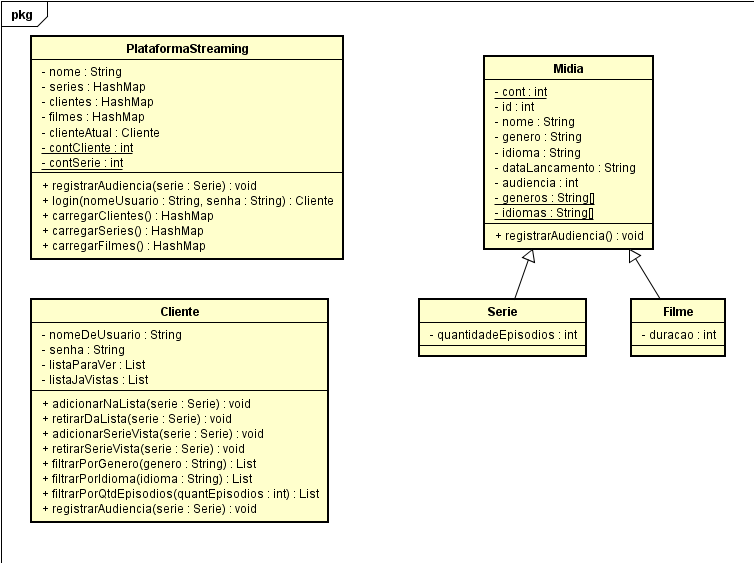 pkg
PlataformaStreaming
- nome : String
- series : HashMap
- clientes : HashMap
- filmes : HashMap
- clienteAtual : Cliente
- contCliente : int
- contSerie : int
+ registrarAudiencia(serie : Serie) : void
+ login(nomeUsuario : String, senha : String) : Cliente
+ carregarClientes() : HashMap
+ carregarSeries() : HashMap
+ carregarFilmes() : HashMap
Midia
- cont : int
- id : int
- nome : String
- genero : String
- idioma : String
- dataLancamento : String
- audiencia : int
- generos : String[]
- idiomas : String[]
+ registrarAudiencia() : void
Cliente
- nomeDeUsuario : String
- senha : String
- listaParaVer : List
- listaJaVistas : List
+ adicionarNaLista(serie : Serie) : void
+ retirarDaLista(serie : Serie) : void
+ adicionarSerieVista(serie : Serie) : void
+ retirarSerieVista(serie : Serie) : void
+ filtrarPorGenero(genero : String) : List
+ filtrarPorIdioma(idioma : String) : List
+ filtrarPorQtdEpisodios(quantEpisodios : int) : List
+ registrarAudiencia(serie : Serie) : void
Serie
- quantidadeEpisodios : int
Filme
- duracao : int